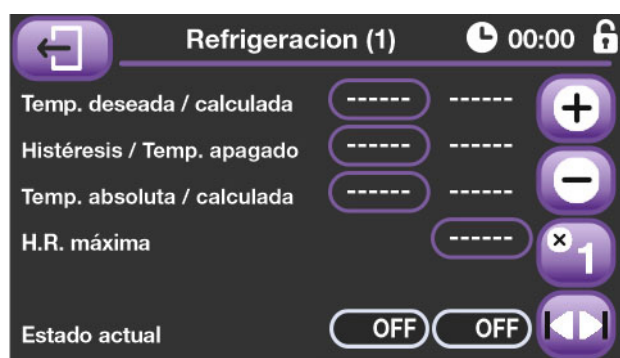 Refrigeracion (1) 00:00
Temp. deseada / calculada ------ ------
Histéresis / Temp. apagado ------ ------
Temp. absoluta / calculada ------ ------
H.R. máxima ------
×1
Estado actual OFF OFF